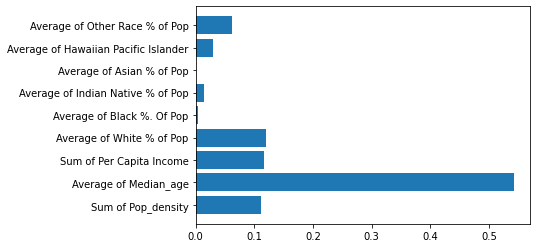 Average of Other Race % of Pop
Average of Hawaiian Pacific Islander
Average of Asian % of Pop
Average of Indian Native % of Pop
Average of Black %. Of Pop
Average of White % of Pop
Sum of Per Capita Income
Average of Median_age
Sum of Pop_density
0.0 0.1 0.2 0.3 0.4 0.5